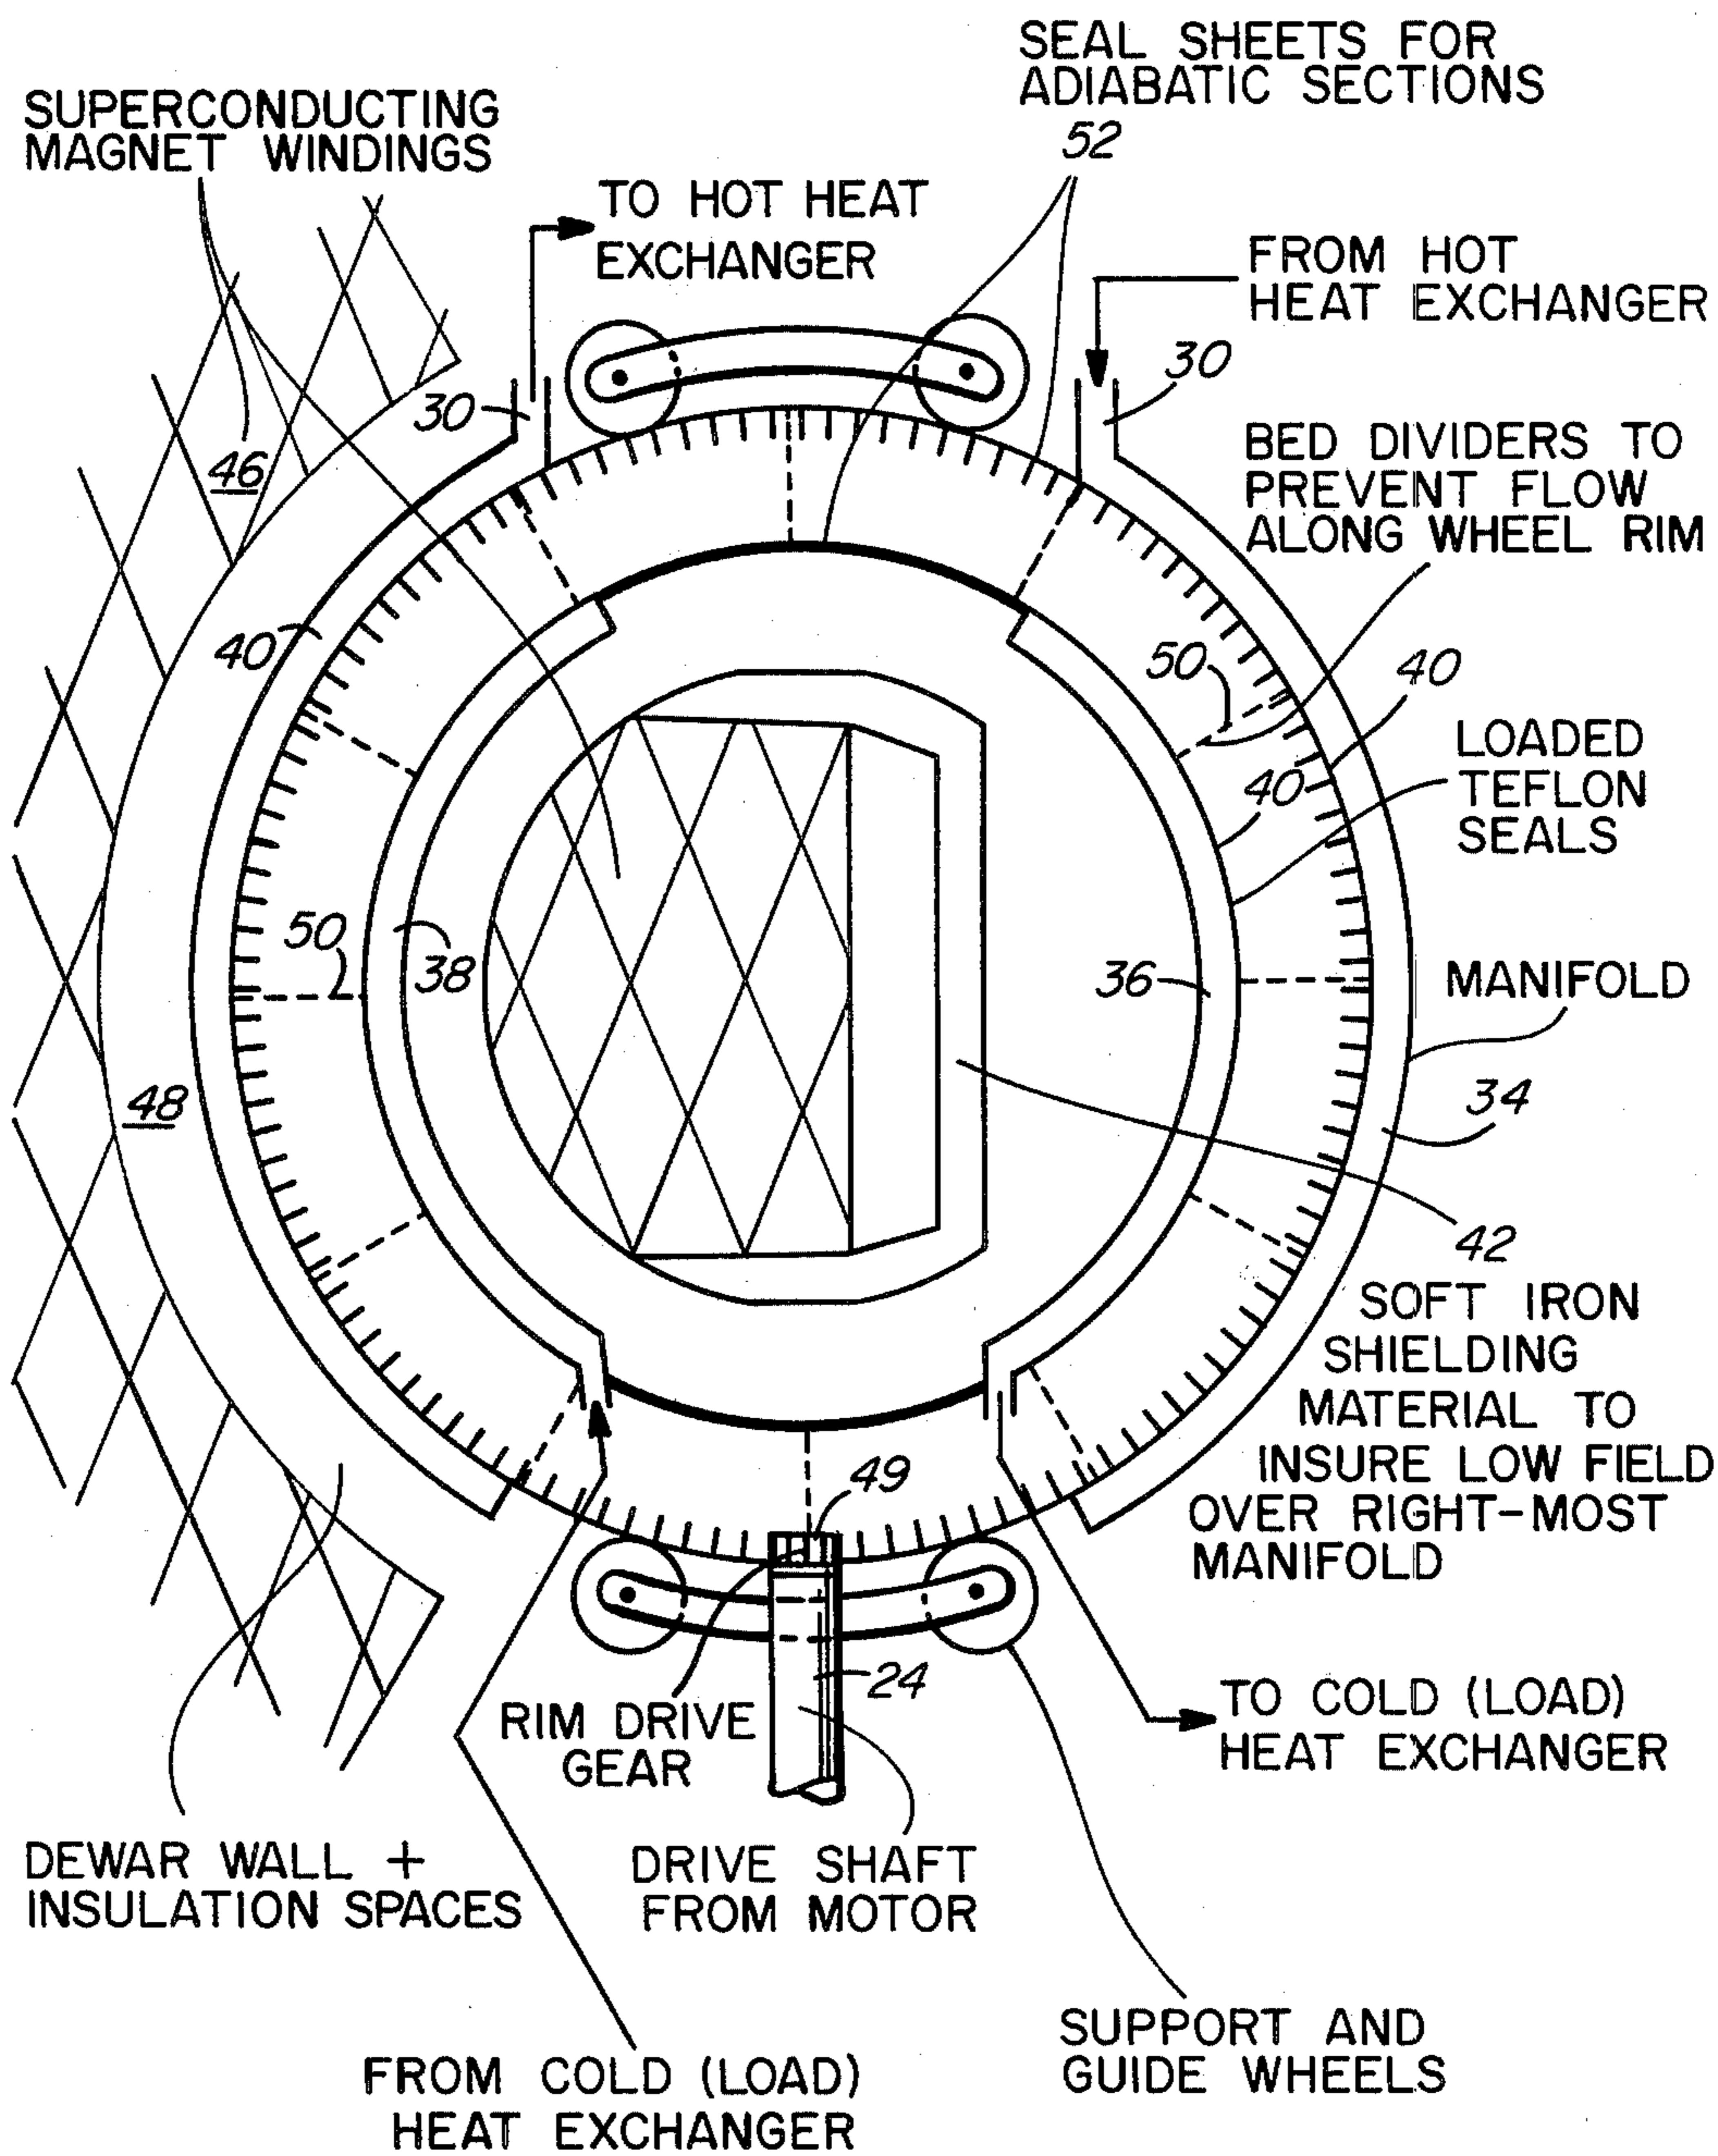 SEAL SHEETS FOR
ADIABATIC SECTIONS
52
SUPERCONDUCTING
MAGNET WINDINGS
TO HOT HEAT
EXCHANGER
FROM HOT
HEAT EXCHANGER
30
30
46
BED DIVIDERS TO
PREVENT FLOW
ALONG WHEEL RIM
40
50
40
40
LOADED
TEFLON
SEALS
50
38
36
MANIFOLD
48
34
42
SOFT IRON
SHIELDING
MATERIAL TO
INSURE LOW FIELD
OVER RIGHT-MOST
MANIFOLD
49
24
RIM DRIVE
GEAR
TO COLD (LOAD)
HEAT EXCHANGER
DEWAR WALL +
INSULATION SPACES
DRIVE SHAFT
FROM MOTOR
SUPPORT AND
GUIDE WHEELS
FROM COLD (LOAD)
HEAT EXCHANGER